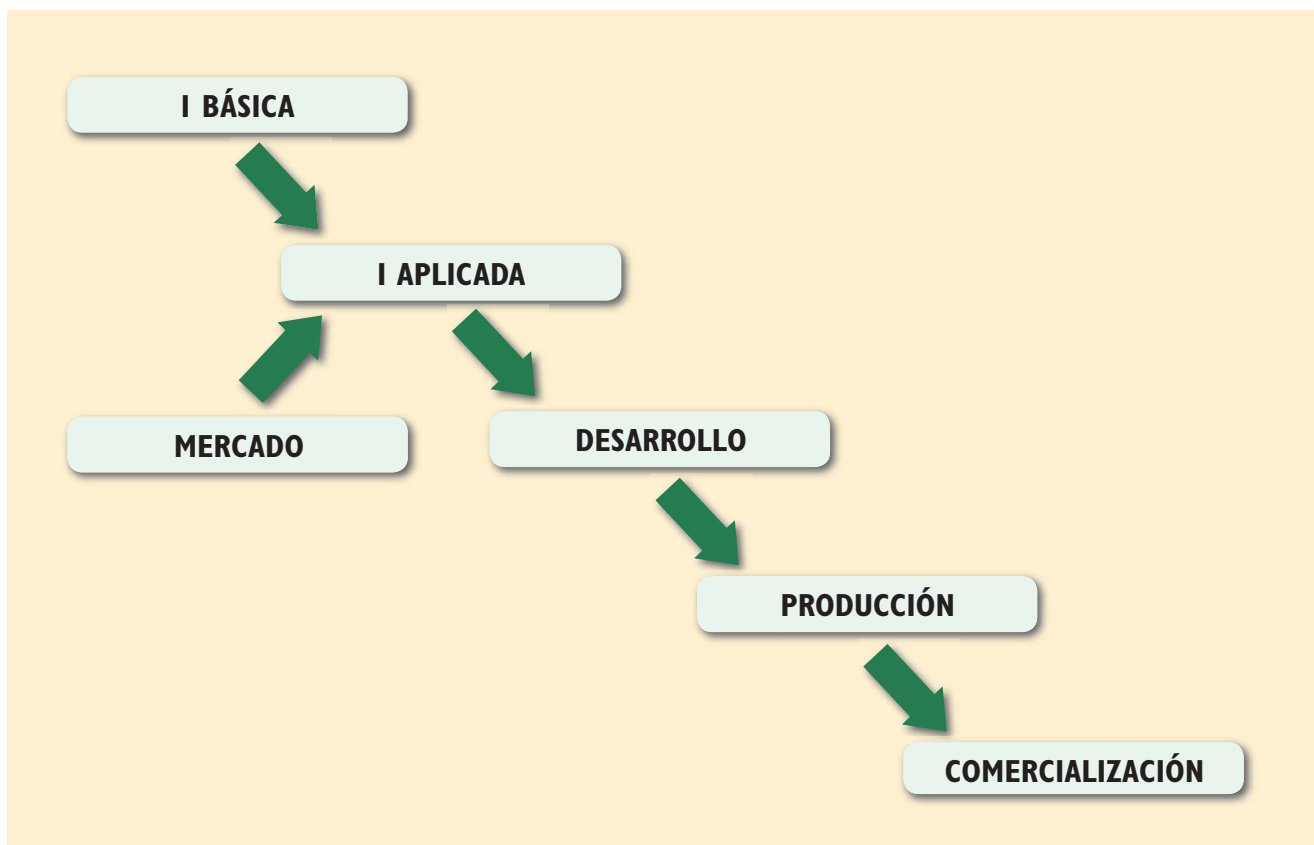 I BÁSICA
I APLICADA
MERCADO
DESARROLLO
PRODUCCIÓN
COMERCIALIZACIÓN